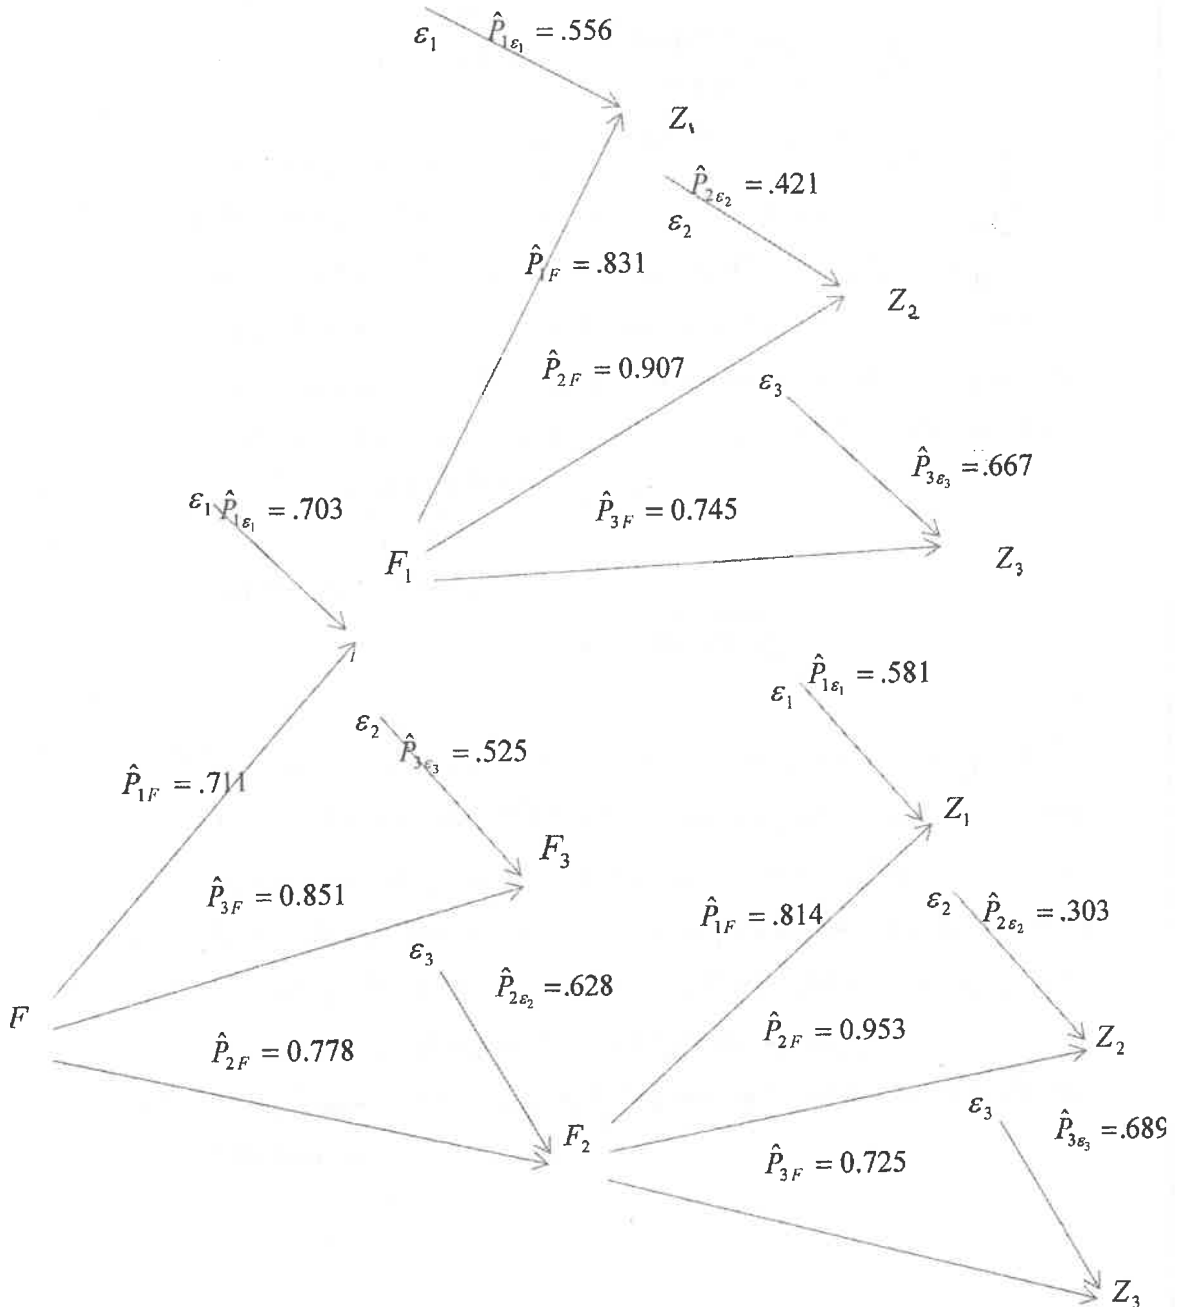 ε₁ P̂₁ε₁ = .556
Z₁
P̂₂ε₂ = .421
ε₂
P̂₁F = .831
Z₂
P̂₂F = 0.907
ε₃
P̂₃ε₃ = .667
ε₁ P̂₁ε₁ = .703
P̂₃F = 0.745
F₁
Z₃
P̂₁ε₁ = .581
ε₁
ε₂ P̂₃ε₃ = .525
P̂₁F = .711
Z₁
F₃
P̂₃F = 0.851
P̂₁F = .814
ε₂ P̂₂ε₂ = .303
ε₃
P̂₂ε₂ = .628
F
P̂₂F = 0.953
Z₂
P̂₂F = 0.778
ε₃
P̂₃ε₃ = .689
F₂
P̂₃F = 0.725
Z₃